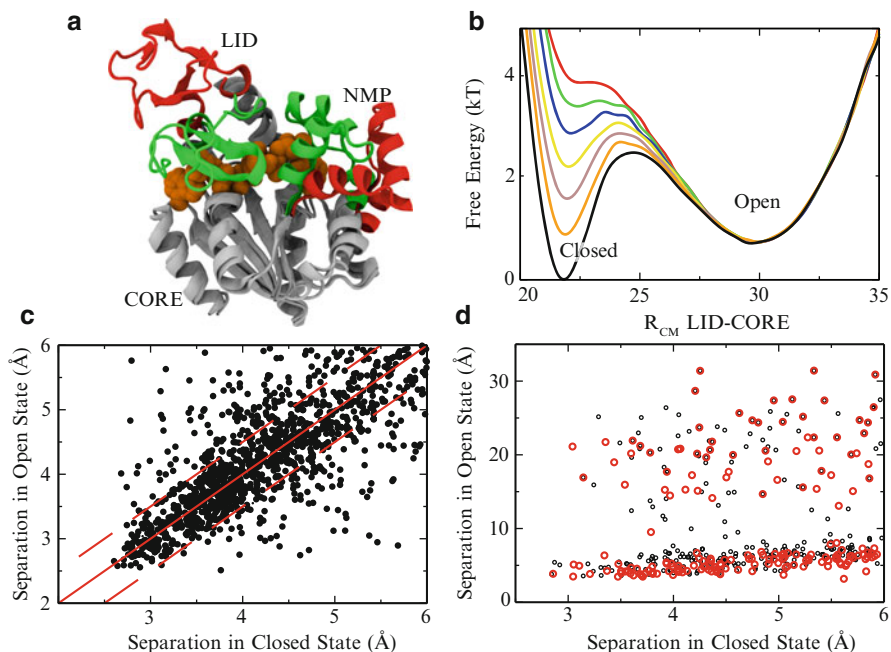 a
LID
NMP
CORE
b
Free Energy (kT)
4
2
0
Closed
Open
20
25
30
35
R_CM LID-CORE
c
Separation in Open State (Å)
6
5
4
3
2
3
4
5
6
Separation in Closed State (Å)
d
Separation in Open State (Å)
35
30
20
10
0
3
4
5
6
Separation in Closed State (Å)